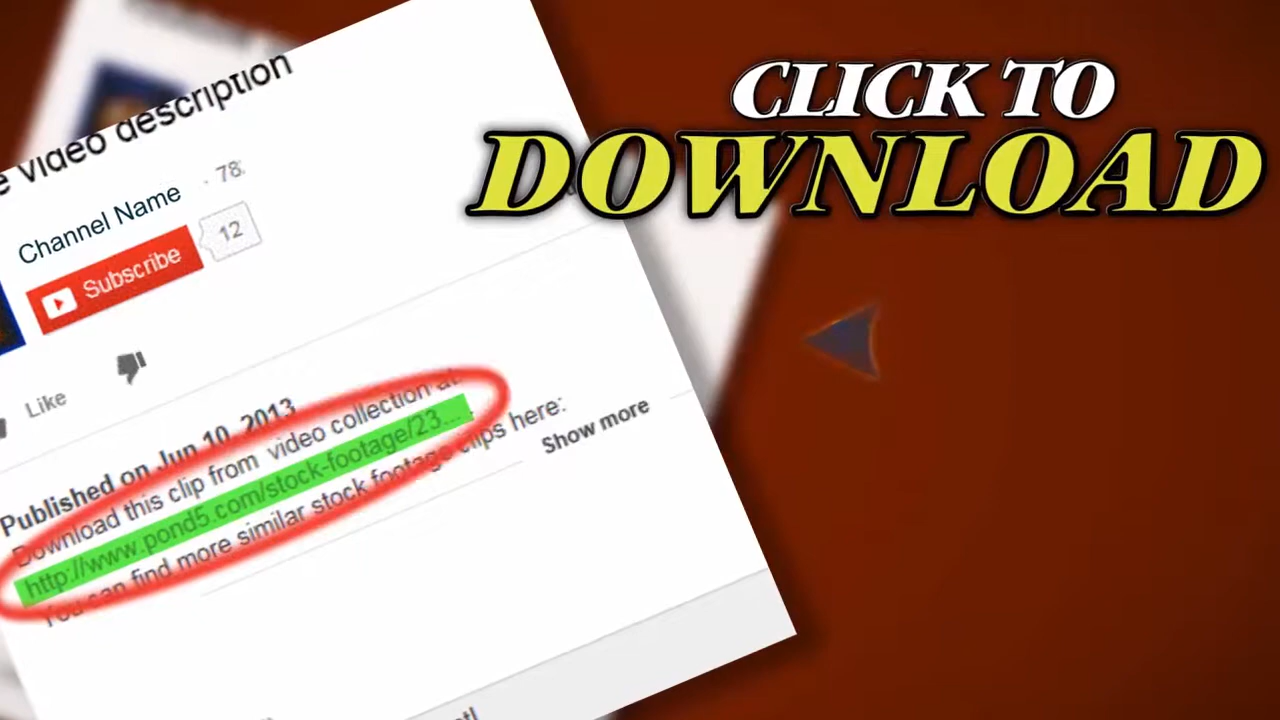 CLICK TO
DOWNLOAD
video description
Channel Name
Subscribe
12
Like
Published on Jun 10, 2013
Download this clip from video collection at
http://www.pond5.com/stock-footage/23...
You can find more similar stock footage clips here:
Show more